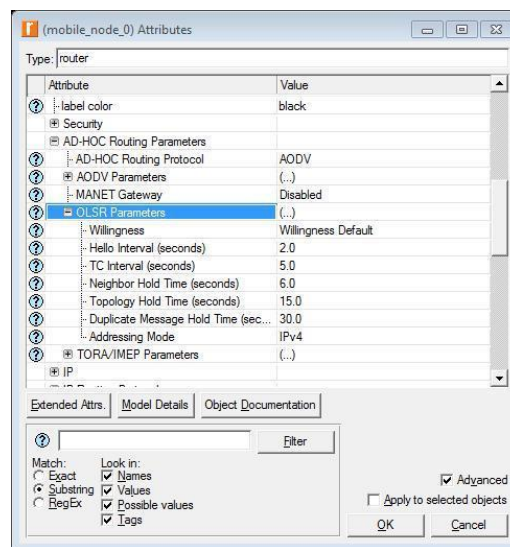 (mobile_node_0) Attributes
Type: router
Attribute Value
label color black
Security
AD-HOC Routing Parameters
AD-HOC Routing Protocol AODV
AODV Parameters (...)
MANET Gateway Disabled
OLSR Parameters (...)
Willingness Willingness Default
Hello Interval (seconds) 2.0
TC Interval (seconds) 5.0
Neighbor Hold Time (seconds) 6.0
Topology Hold Time (seconds) 15.0
Duplicate Message Hold Time (sec... 30.0
Addressing Mode IPv4
TORA/IMEP Parameters (...)
IP
Extended Attrs. Model Details Object Documentation
Filter
Match: Look in:
Exact Names
Substring Values
RegEx Possible values
Tags
Advanced
Apply to selected objects
OK Cancel